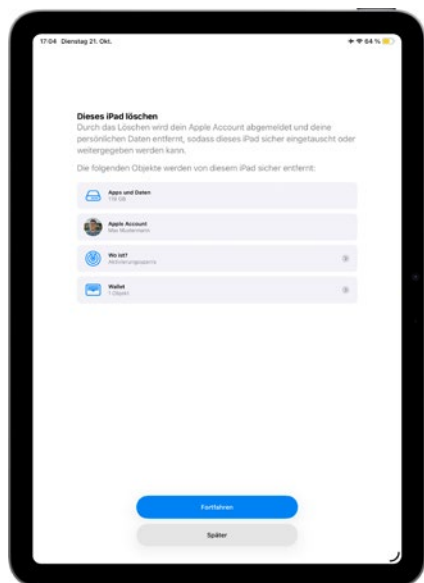 17:04 Dienstag 21. Okt.
64 %
Dieses iPad löschen
Durch das Löschen wird dein Apple Account abgemeldet und deine
persönlichen Daten entfernt, sodass dieses iPad sicher eingetauscht oder
weitergegeben werden kann.
Die folgenden Objekte werden von diesem iPad sicher entfernt:
Apps und Daten
GB
Apple Account
Max Mustermann
Wo ist?
Aktivierungssperre
Wallet
1 Objekt
Fortfahren
Später